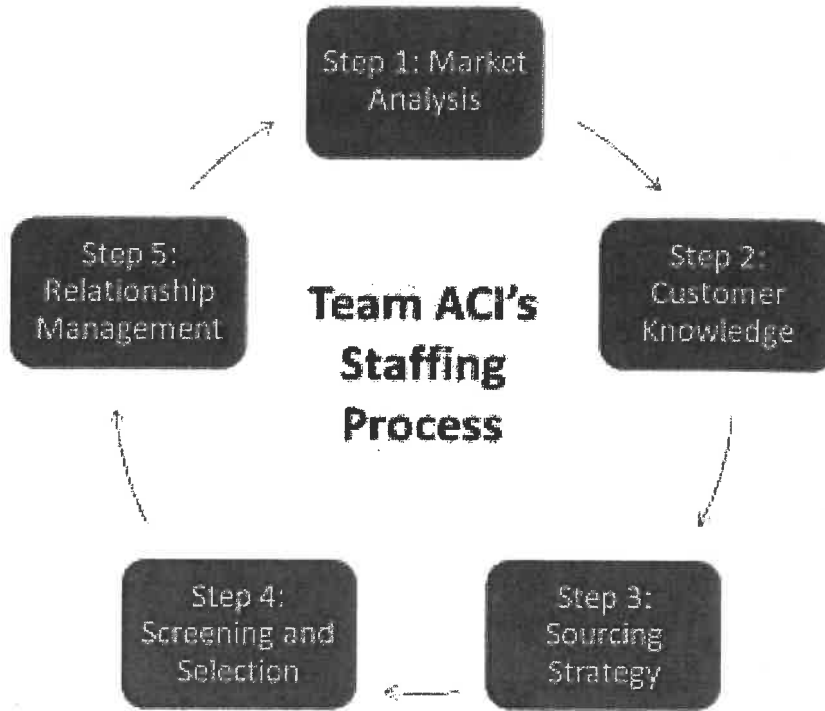 Step 1: Market
Analysis
Step 2:
Customer
Knowledge
Step 3:
Sourcing
Strategy
Step 4:
Screening and
Selection
Step 5:
Relationship
Management
Team ACI's
Staffing
Process